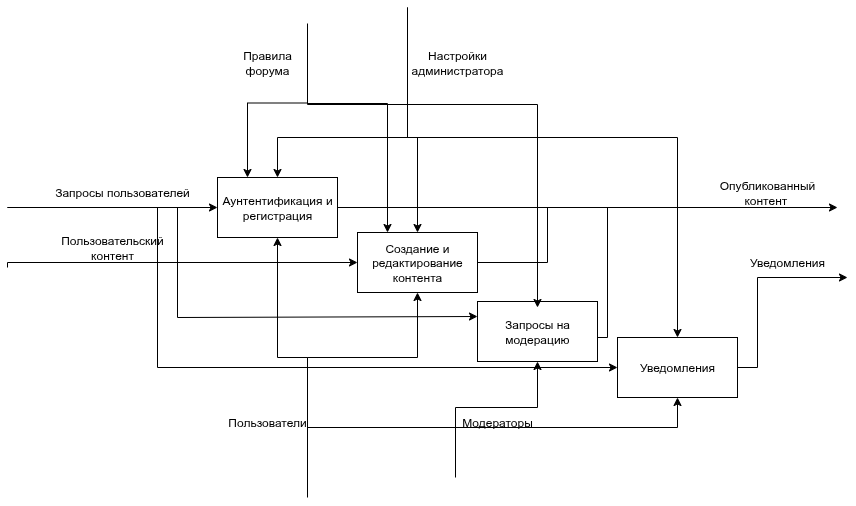 Правила
форума
Настройки
администратора
Запросы пользователей
Аунтентификация и
регистрация
Опубликованный
контент
Пользовательский
контент
Создание и
редактирование
контента
Уведомления
Запросы на
модерацию
Уведомления
Пользователи
Модераторы